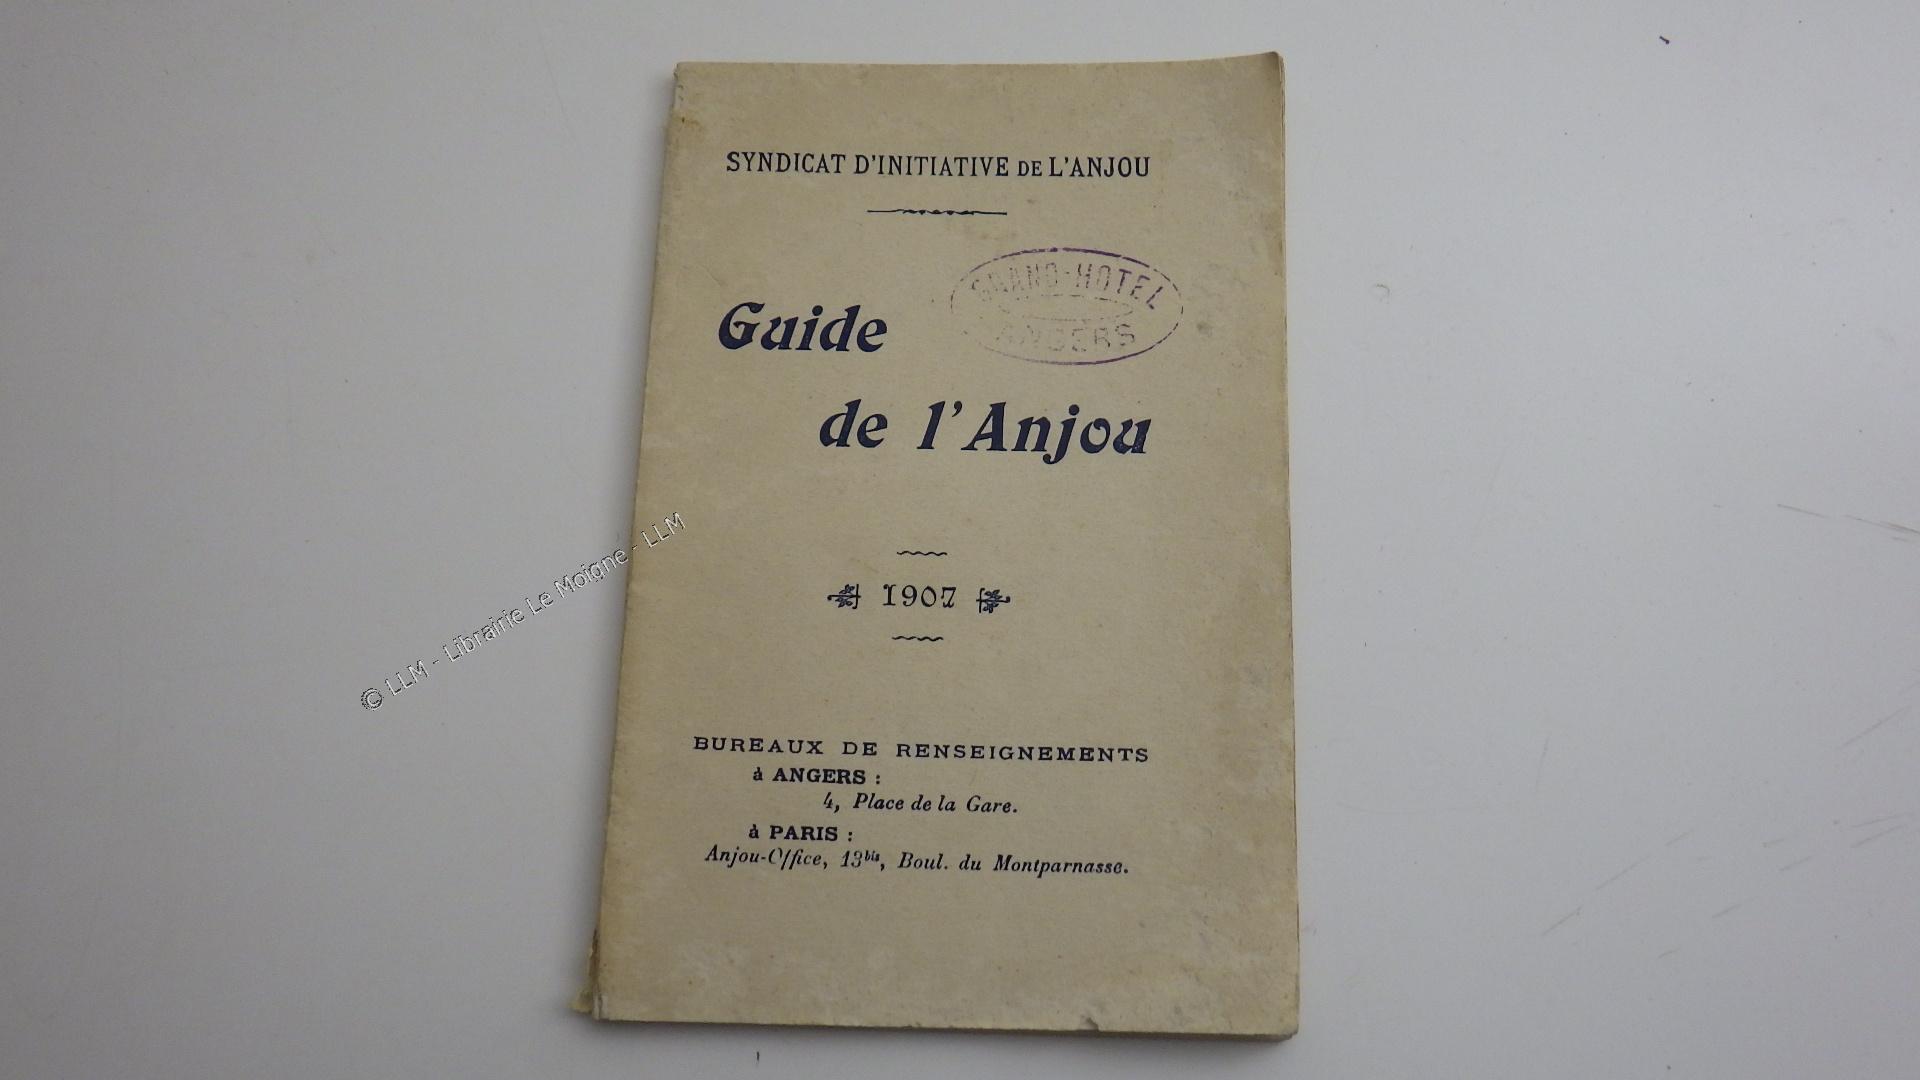 SYNDICAT D'INITIATIVE DE L'ANJOU
GRAND-HOTEL
ANGERS
Guide
de l'Anjou
1907
BUREAUX DE RENSEIGNEMENTS
à ANGERS :
4, Place de la Gare.
à PARIS :
Anjou-Office, 13bis, Boul. du Montparnasse.
© LLM - Librairie Le Moigne - LLM